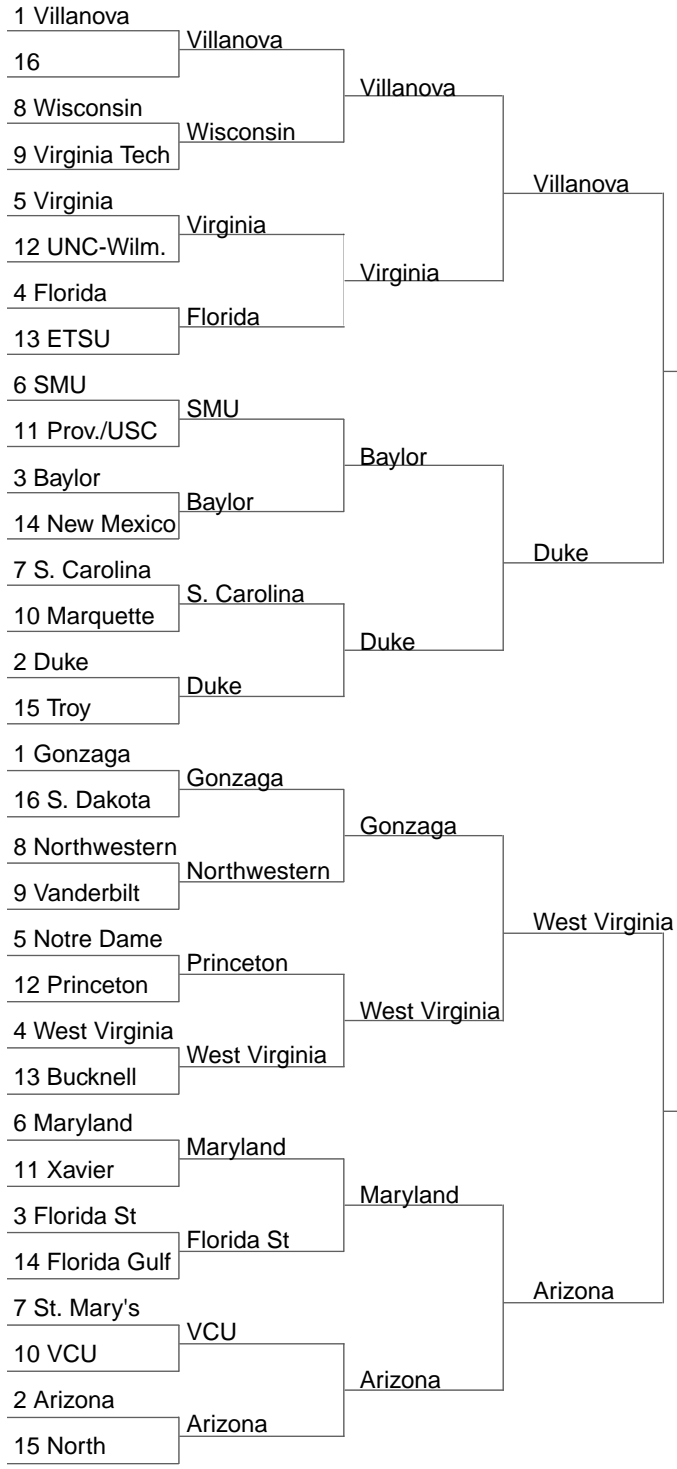 1 Villanova
16
8 Wisconsin
9 Virginia Tech
5 Virginia
12 UNC-Wilm.
4 Florida
13 ETSU
6 SMU
11 Prov./USC
3 Baylor
14 New Mexico
7 S. Carolina
10 Marquette
2 Duke
15 Troy
1 Gonzaga
16 S. Dakota
8 Northwestern
9 Vanderbilt
5 Notre Dame
12 Princeton
4 West Virginia
13 Bucknell
6 Maryland
11 Xavier
3 Florida St
14 Florida Gulf
7 St. Mary's
10 VCU
2 Arizona
15 North
Villanova
Wisconsin
Virginia
Florida
SMU
Baylor
S. Carolina
Duke
Gonzaga
Northwestern
Princeton
West Virginia
Maryland
Florida St
VCU
Arizona
Villanova
Virginia
Baylor
Duke
Gonzaga
West Virginia
Maryland
Arizona
Villanova
Duke
West Virginia
Arizona